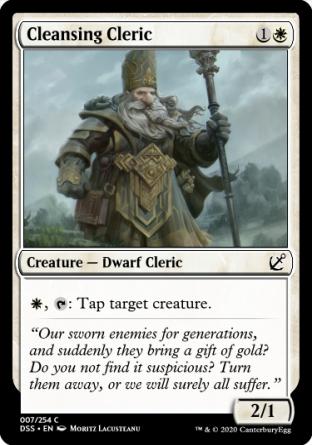 Cleansing Cleric 1
Creature — Dwarf Cleric
, : Tap target creature.
“Our sworn enemies for generations,
and suddenly they bring a gift of gold?
Do you not find it suspicious? Turn
them away, or we will surely all suffer.”
2/1
007/254 C
DSS • EN Moritz Lacusteanu
™ & © 2020 CanterburyEgg